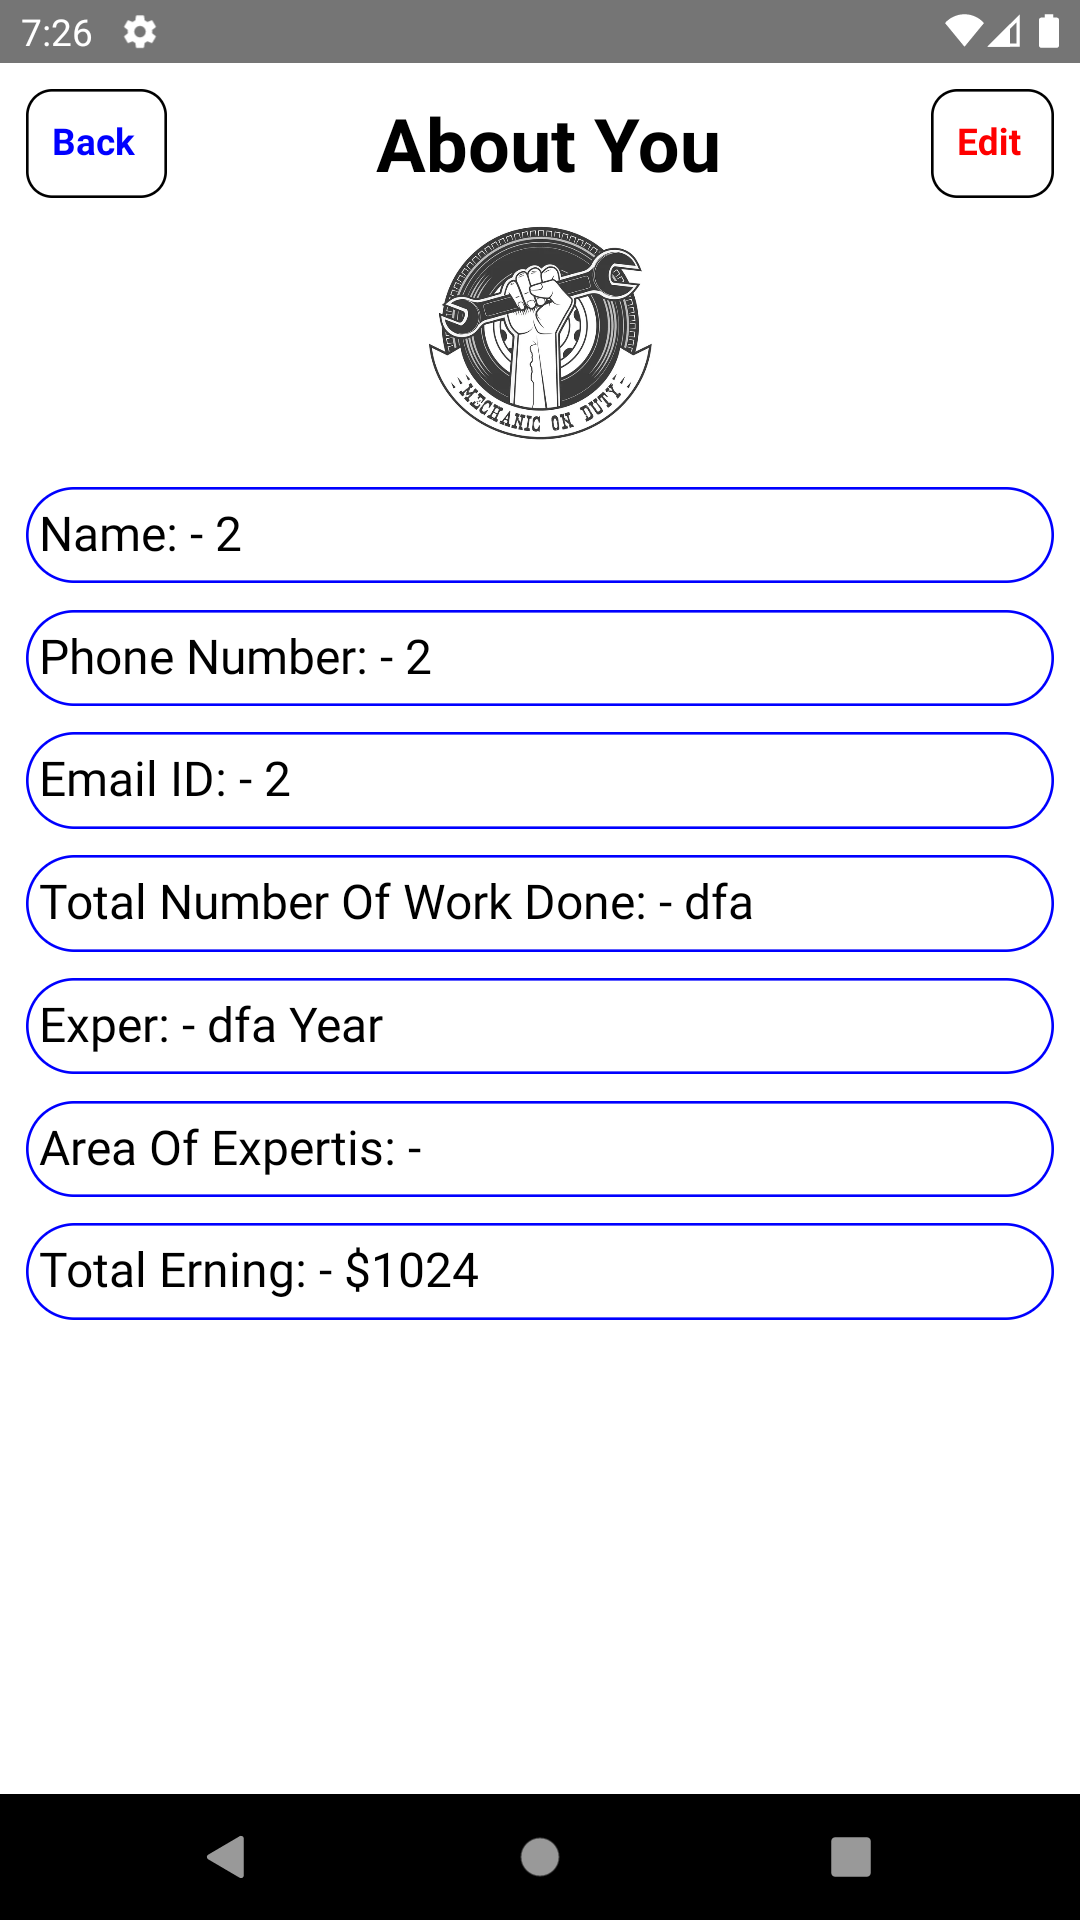 7:26
Back
About You
Edit
MECHANIC ON DUTY
Name: - 2
Phone Number: - 2
Email ID: - 2
Total Number Of Work Done: - dfa
Exper: - dfa Year
Area Of Expertis: -
Total Erning: - $1024